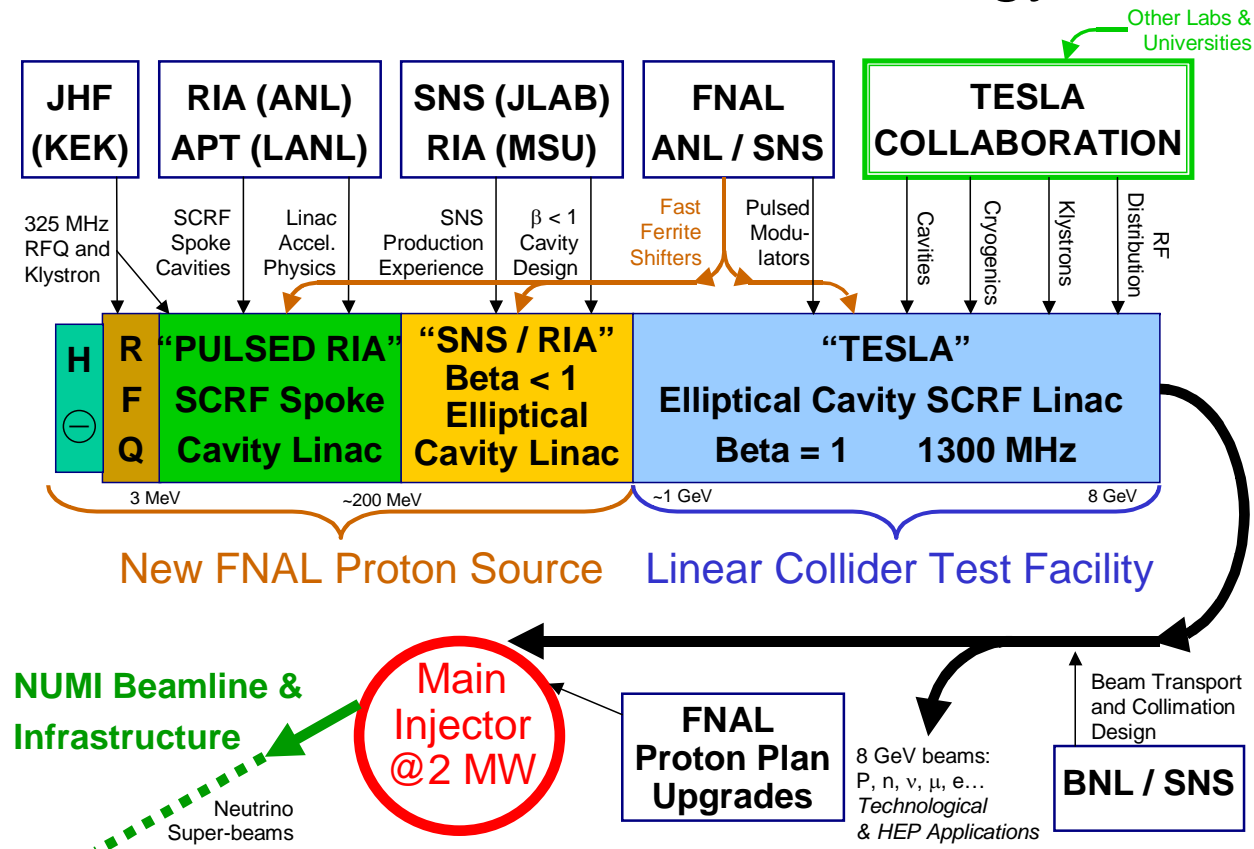 Other Labs &
Universities
JHF
(KEK)
RIA (ANL)
APT (LANL)
SNS (JLAB)
RIA (MSU)
FNAL
ANL / SNS
TESLA
COLLABORATION
325 MHz
RFQ and
Klystron
SCRF
Spoke
Cavities
Linac
Accel.
Physics
SNS
Production
Experience
β < 1
Cavity
Design
Fast
Ferrite
Shifters
Pulsed
Modu-
lators
Cavities
Cryogenics
Klystrons
RF
Distribution
H
−
R
F
Q
“PULSED RIA”
SCRF Spoke
Cavity Linac
“SNS / RIA”
Beta < 1
Elliptical
Cavity Linac
“TESLA”
Elliptical Cavity SCRF Linac
Beta = 1 1300 MHz
3 MeV
~200 MeV
~1 GeV
8 GeV
New FNAL Proton Source
Linear Collider Test Facility
NUMI Beamline &
Infrastructure
Neutrino
Super-beams
Main
Injector
@2 MW
FNAL
Proton Plan
Upgrades
8 GeV beams:
P, n, ν, μ, e…
Technological
& HEP Applications
Beam Transport
and Collimation
Design
BNL / SNS